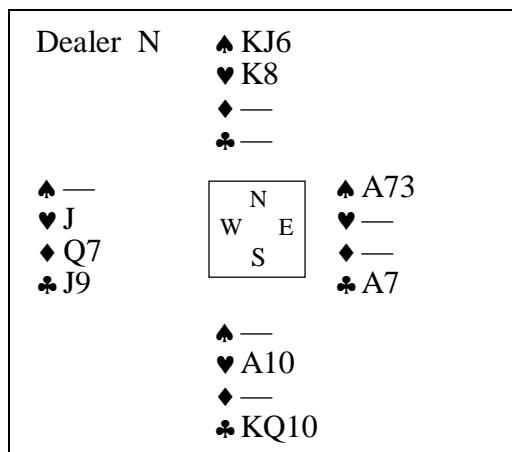 Dealer N
♠ KJ6
♥ K8
♦ —
♣ —
♠ —
♥ J
♦ Q7
♣ J9
N
W E
S
♠ A73
♥ —
♦ —
♣ A7
♠ —
♥ A10
♦ —
♣ KQ10